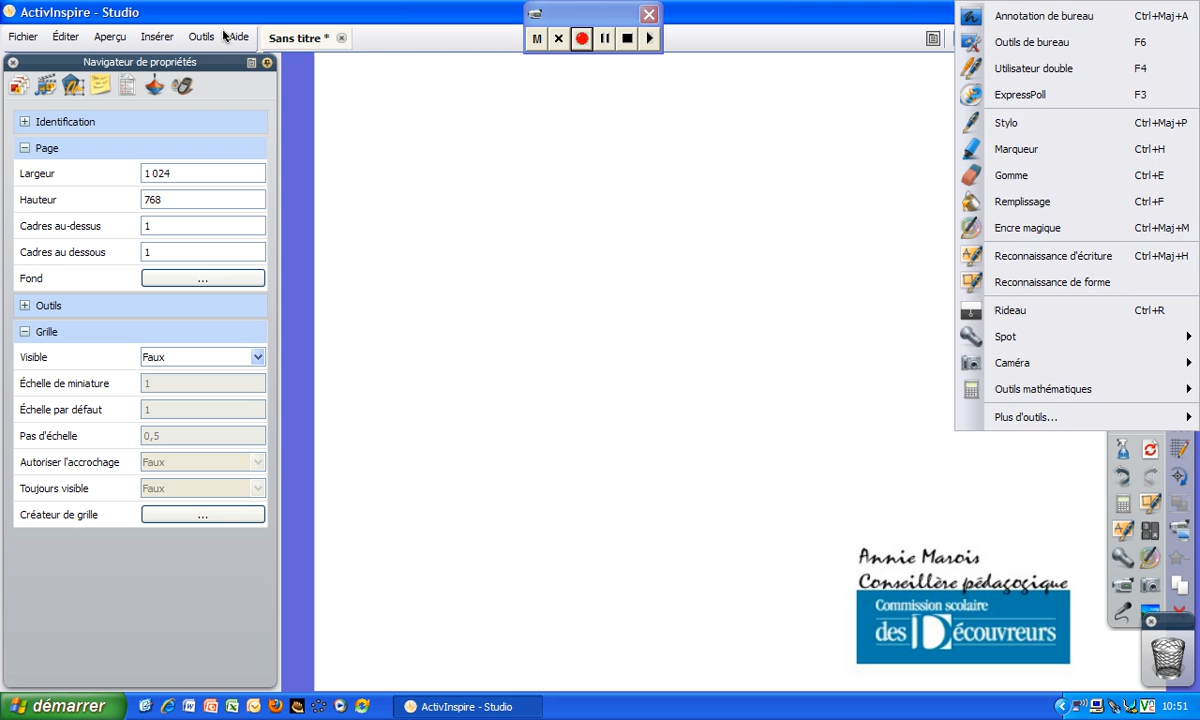 ActivInspire - Studio
Fichier Éditer Aperçu Insérer Outils Aide
Sans titre *
M
Navigateur de propriétés
Identification
Page
Largeur 1 024
Hauteur 768
Cadres au-dessus 1
Cadres au dessous 1
Fond ...
Outils
Grille
Visible Faux
Échelle de miniature 1
Échelle par défaut 1
Pas d'échelle 0,5
Autoriser l'accrochage Faux
Toujours visible Faux
Créateur de grille ...
Annotation de bureau Ctrl+Maj+A
Outils de bureau F6
Utilisateur double F4
ExpressPoll F3
Stylo Ctrl+Maj+P
Marqueur Ctrl+H
Gomme Ctrl+E
Remplissage Ctrl+F
Encre magique Ctrl+Maj+M
Reconnaissance d'écriture Ctrl+Maj+H
Reconnaissance de forme
Rideau Ctrl+R
Spot
Caméra
Outils mathématiques
Plus d'outils...
Annie Marois
Conseillère pédagogique
Commission scolaire
des Découvreurs
démarrer
ActivInspire - Studio
10:51